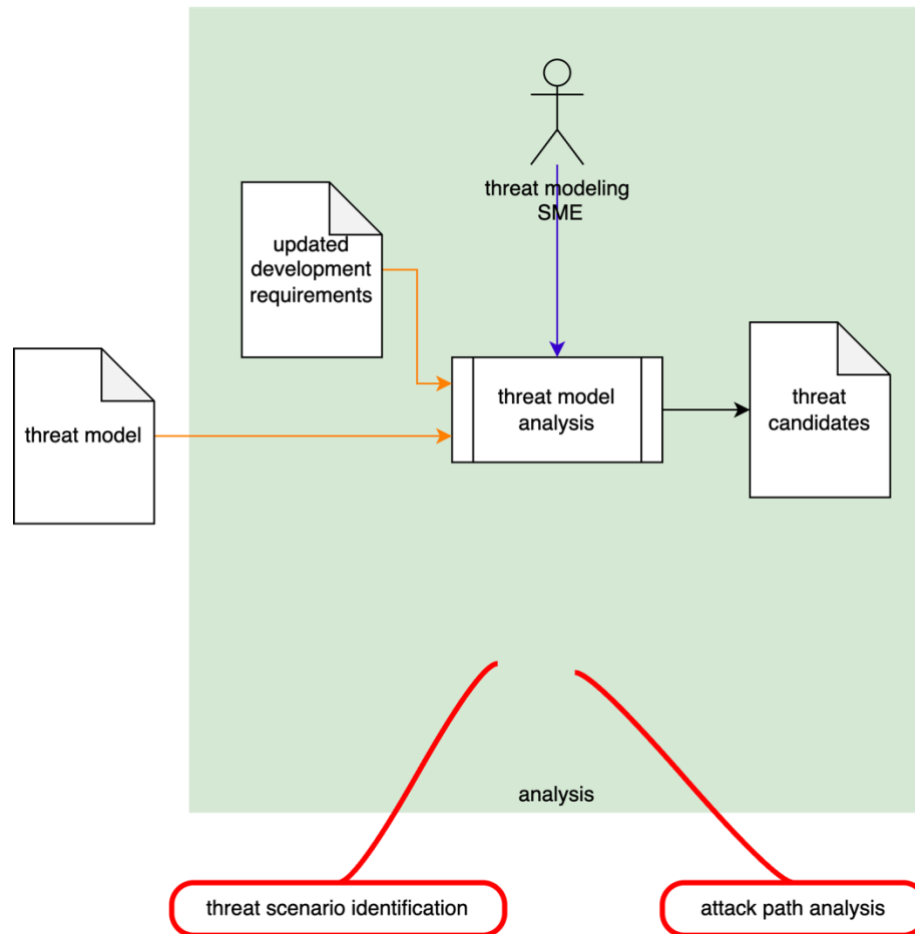 threat modeling
SME
updated
development
requirements
threat model
threat model
analysis
threat
candidates
analysis
threat scenario identification
attack path analysis